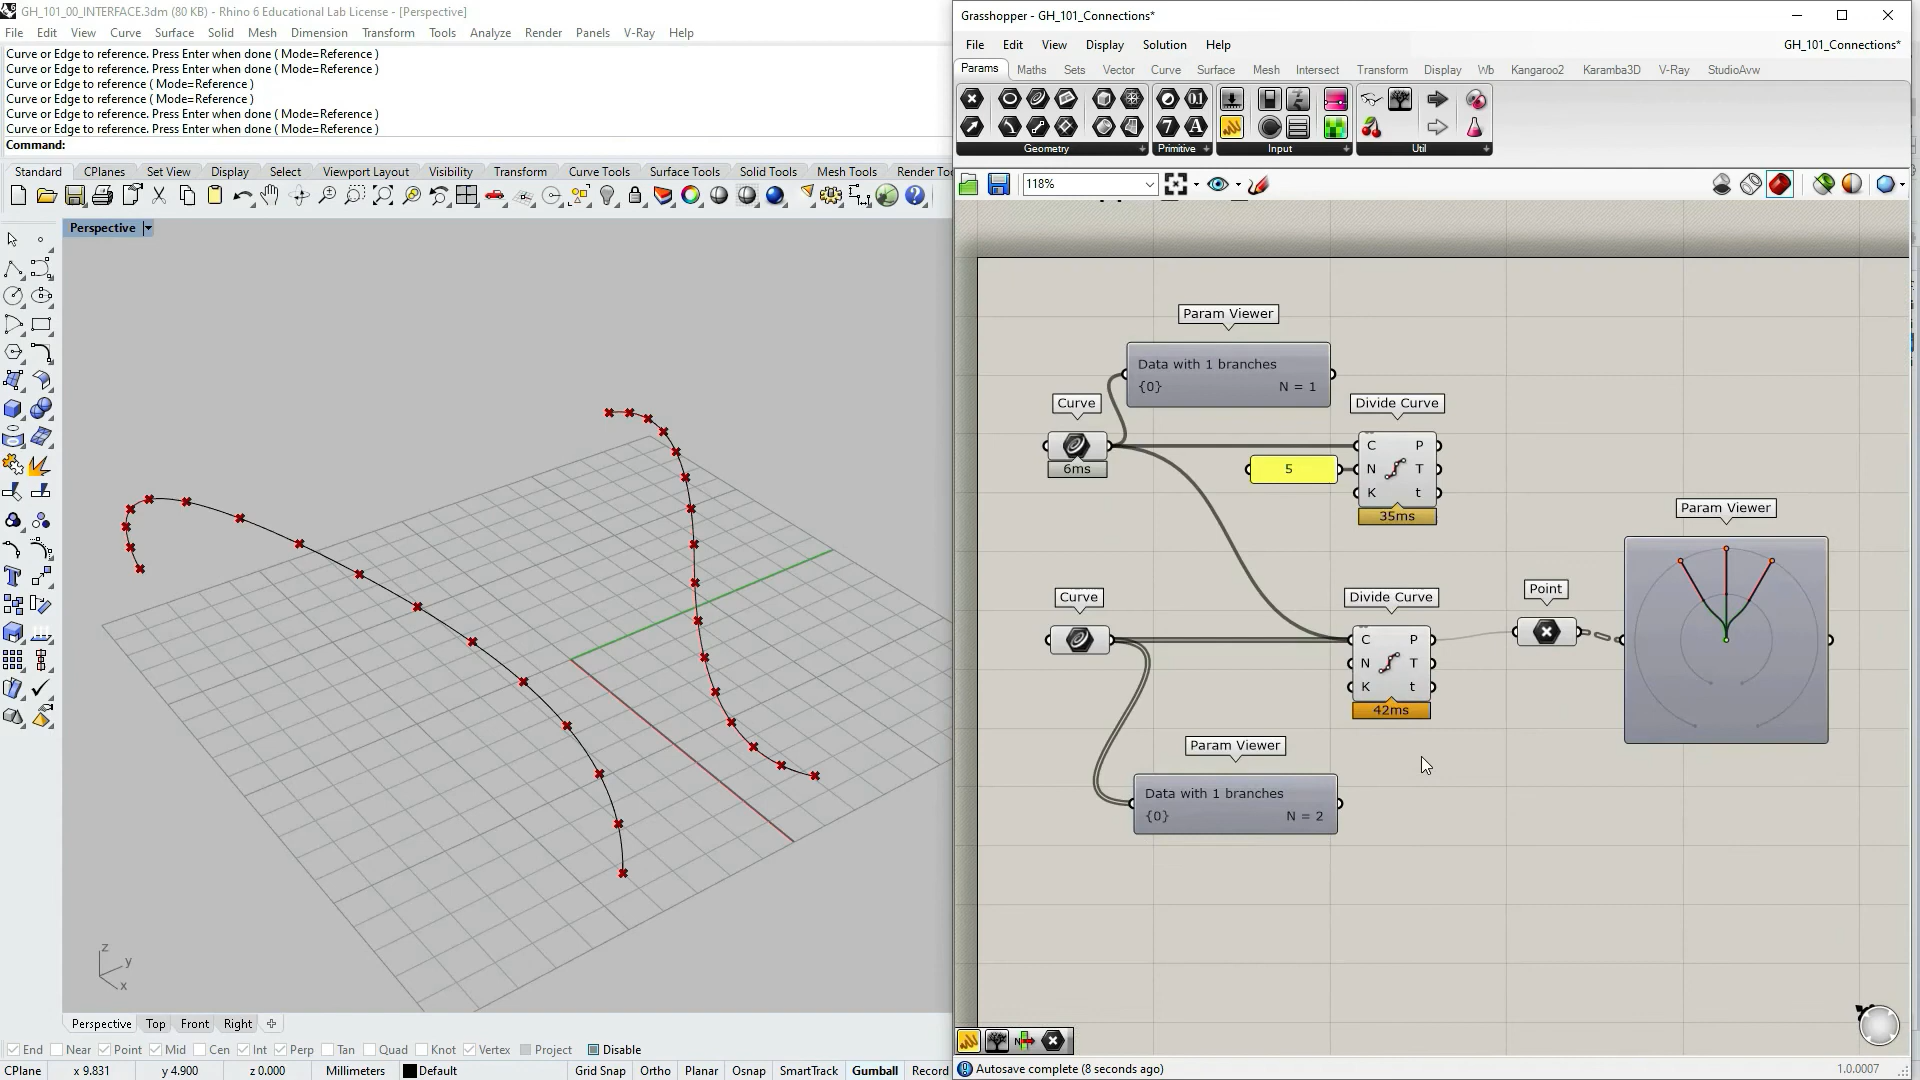 GH_101_00_INTERFACE.3dm (80 KB) - Rhino 6 Educational Lab License - [Perspective]
File Edit View Curve Surface Solid Mesh Dimension Transform Tools Analyze Render Panels V-Ray Help
Curve or Edge to reference. Press Enter when done ( Mode=Reference )
Curve or Edge to reference. Press Enter when done ( Mode=Reference )
Curve or Edge to reference ( Mode=Reference )
Curve or Edge to reference ( Mode=Reference )
Curve or Edge to reference. Press Enter when done ( Mode=Reference )
Curve or Edge to reference. Press Enter when done ( Mode=Reference )
Command:
Standard CPlanes Set View Display Select Viewport Layout Visibility Transform Curve Tools Surface Tools Solid Tools Mesh Tools Render Too
Perspective
z
y
x
Perspective Top Front Right
End Near Point Mid Cen Int Perp Tan Quad Knot Vertex Project Disable
CPlane x 9.831 y 4.900 z 0.000 Millimeters Default Grid Snap Ortho Planar Osnap SmartTrack Gumball Record
Grasshopper - GH_101_Connections*
File Edit View Display Solution Help GH_101_Connections*
Params Maths Sets Vector Curve Surface Mesh Intersect Transform Display Wb Kangaroo2 Karamba3D V-Ray StudioAvw
Geometry Primitive Input Util
118%
Param Viewer
Data with 1 branches
{0} N = 1
Curve
6ms
Divide Curve
C P
N T
K t
35ms
5
Param Viewer
Curve
Divide Curve
C P
N T
K t
42ms
Point
Param Viewer
Data with 1 branches
{0} N = 2
Autosave complete (8 seconds ago) 1.0.0007